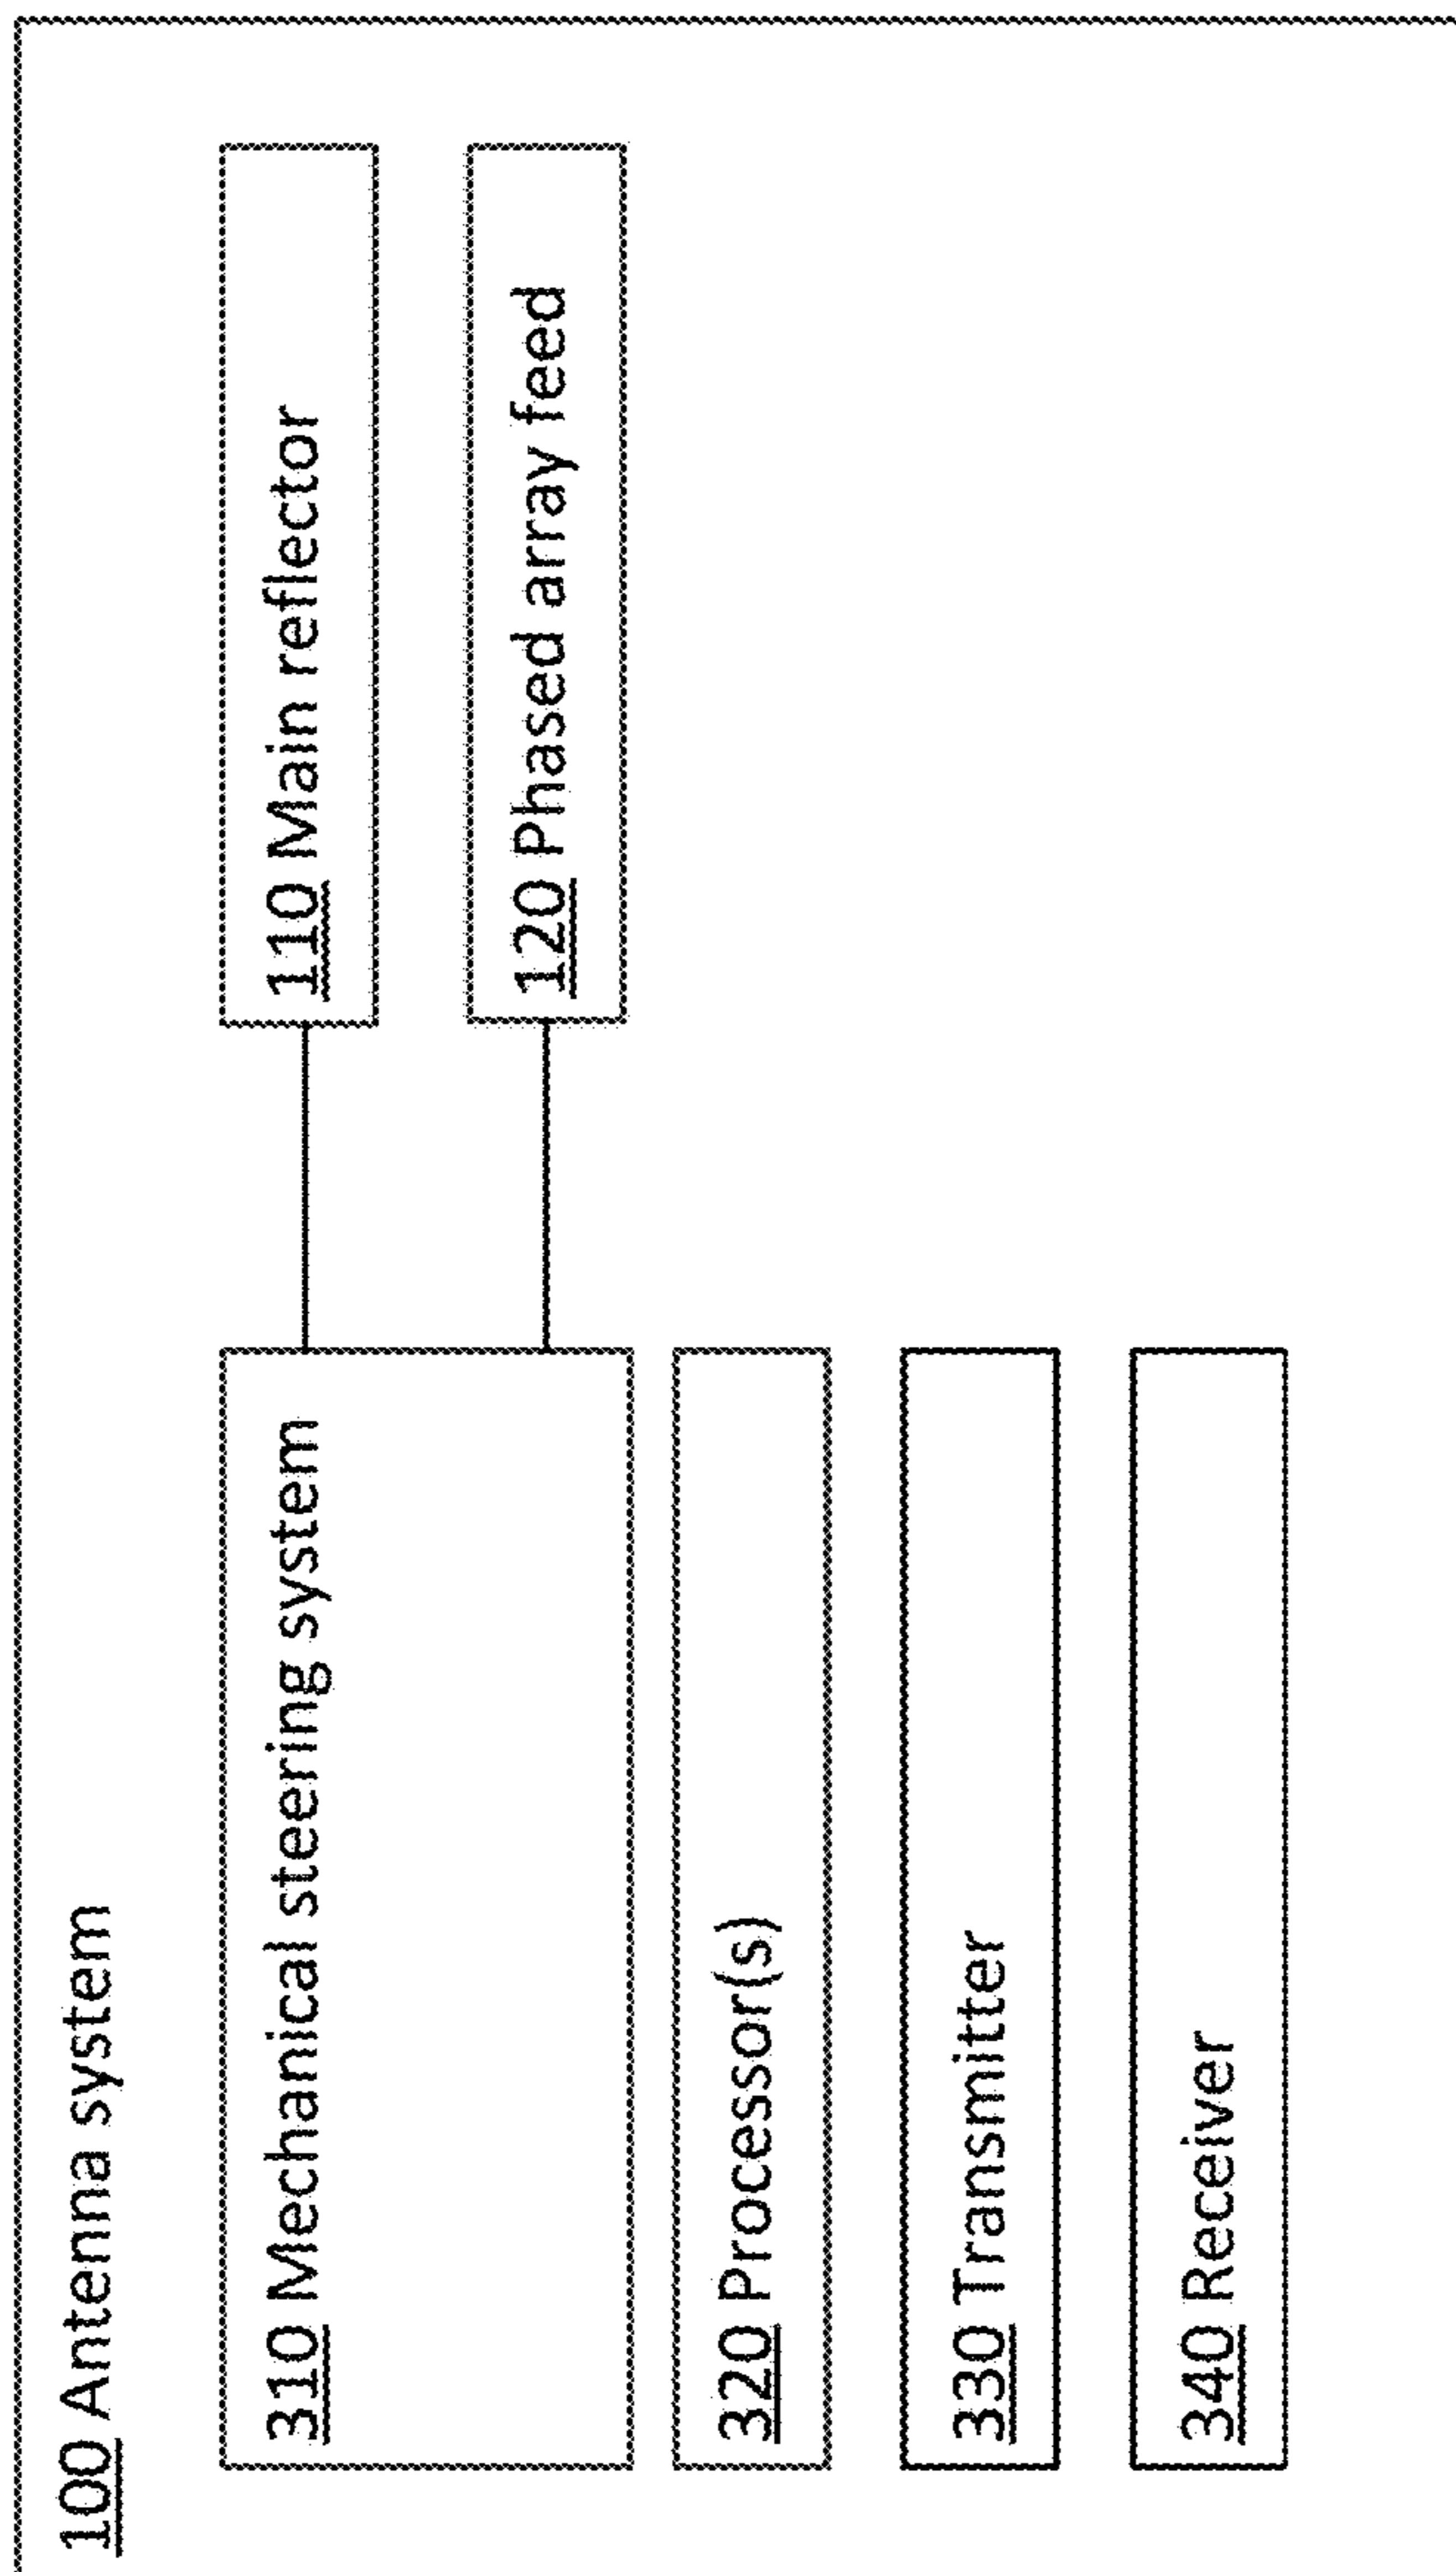 100 Antenna system
310 Mechanical steering system
110 Main reflector
120 Phased array feed
320 Processor(s)
330 Transmitter
340 Receiver